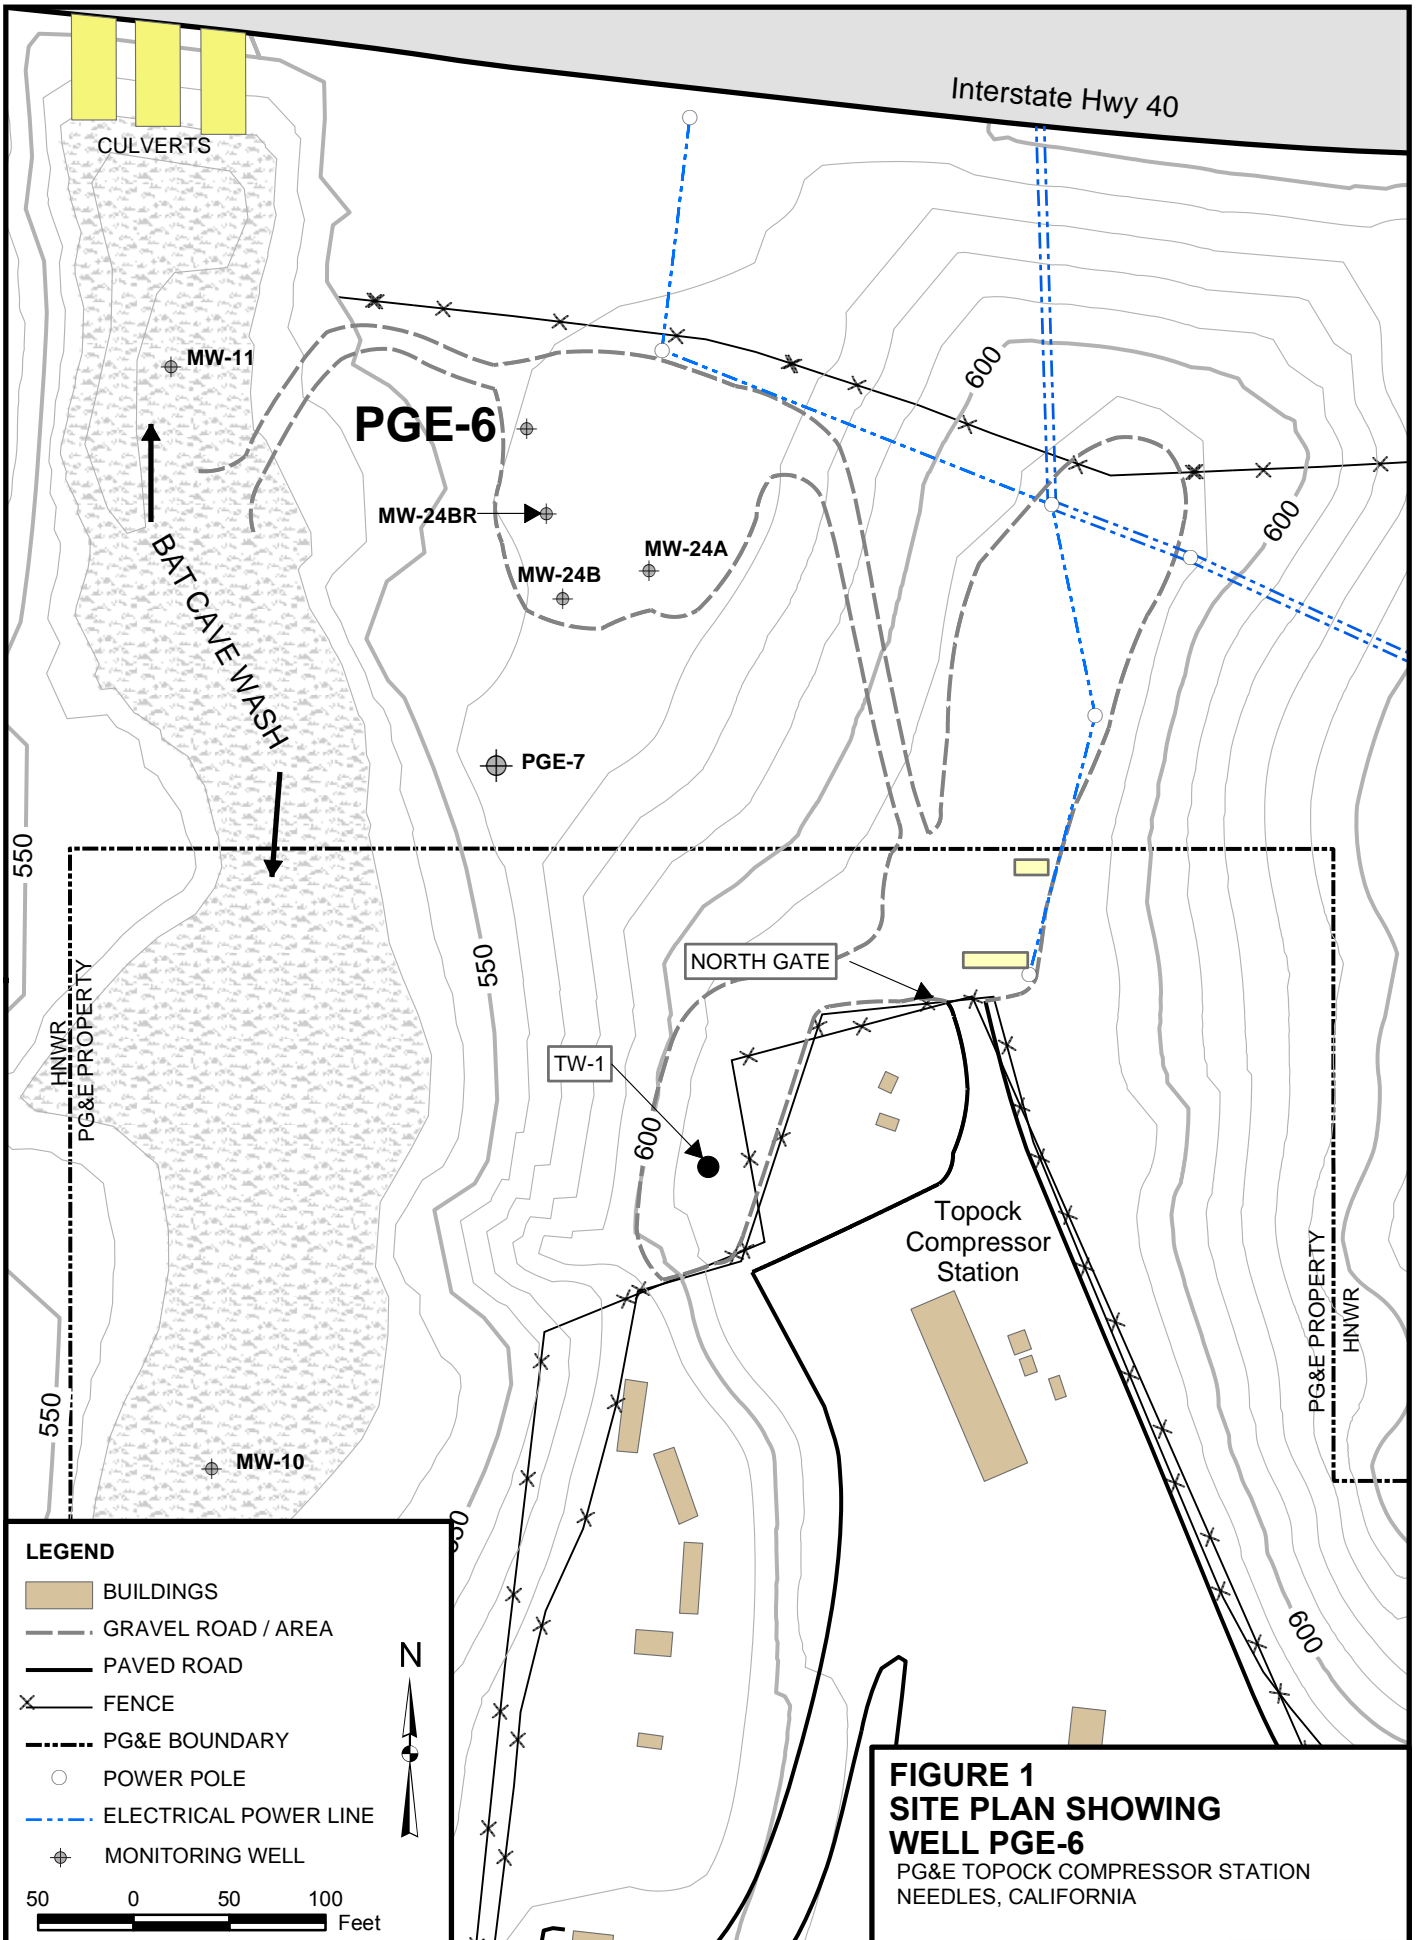 Interstate Hwy 40
CULVERTS
MW-11
600
PGE-6
600
MW-24BR
MW-24A
MW-24B
BAT CAVE WASH
PGE-7
550
NORTH GATE
550
HNWR
PG&E PROPERTY
TW-1
600
Topock
Compressor
Station
PG&E PROPERTY
HNWR
550
MW-10
600
LEGEND
BUILDINGS
GRAVEL ROAD / AREA
PAVED ROAD
FENCE
PG&E BOUNDARY
POWER POLE
ELECTRICAL POWER LINE
MONITORING WELL
N
50 0 50 100
Feet
FIGURE 1
SITE PLAN SHOWING
WELL PGE-6
PG&E TOPOCK COMPRESSOR STATION
NEEDLES, CALIFORNIA